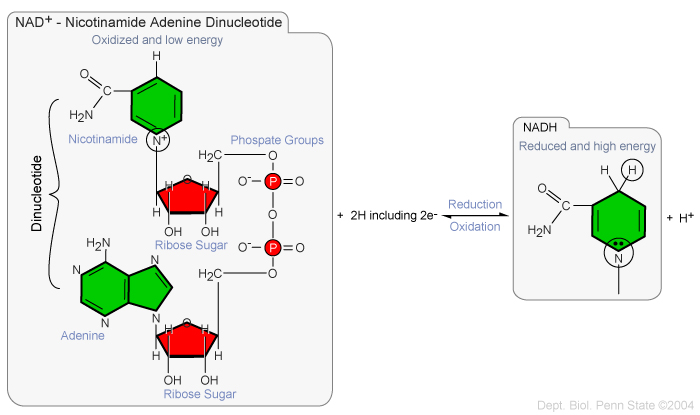 NAD+ - Nicotinamide Adenine Dinucleotide
Oxidized and low energy
H
O
C
H2N
Nicotinamide
N+
Phospate Groups
H2C
O
O- P O
H H H H
OH OH
O
Ribose Sugar
O
O- P O
O
H2C
Dinucleotide
H2N
N N
N N
Adenine
O
H H H H
OH OH
Ribose Sugar
+ 2H including 2e-
Reduction
Oxidation
NADH
Reduced and high energy
H H
O
C
H2N
N
+ H+
Dept. Biol. Penn State ©2004